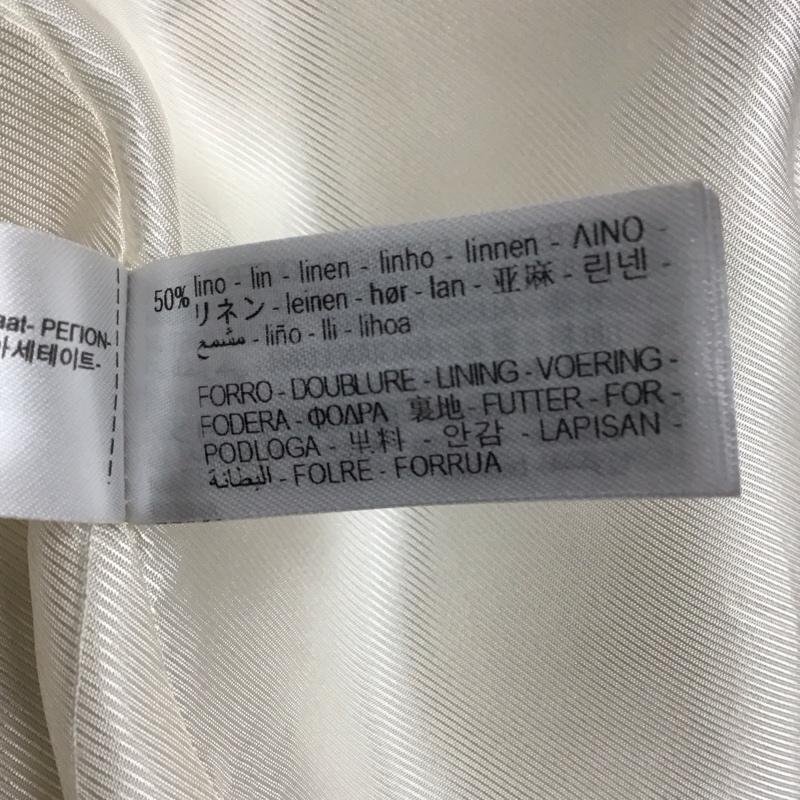 aat- ΡΕΓΙΟΝ-
아세테이트-
50% lino - lin - linen - linho - linnen - ΛΙΝΟ -
リネン - leinen - hør - lan - 亚麻 - 린넨 -
مشمع - liño - lli - lihoa
FORRO - DOUBLURE - LINING - VOERING -
FODERA - ΦΟΔΡΑ 裏地 - FUTTER - FOR -
PODLOGA - 里料 - 안감 - LAPISAN -
البطانة - FOLRE - FORRUA